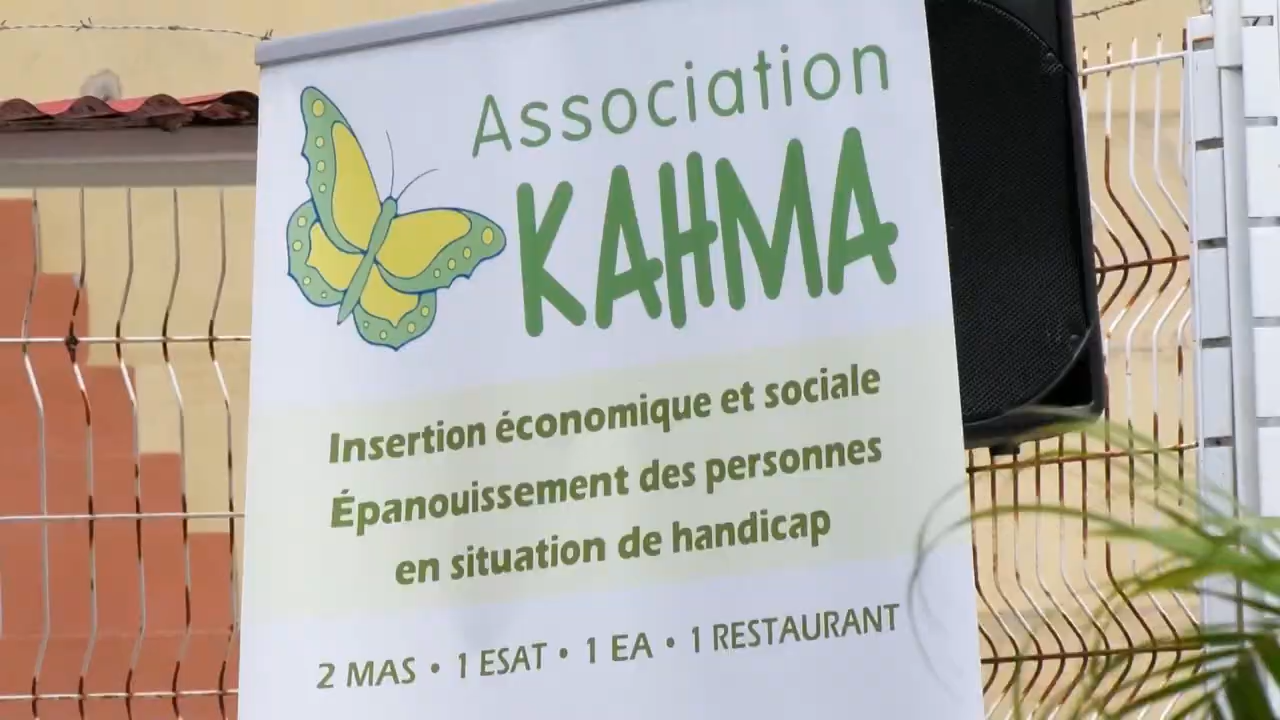 Association
KAHMA
Insertion économique et sociale
Épanouissement des personnes
en situation de handicap
2 MAS • 1 ESAT • 1 EA • 1 RESTAURANT